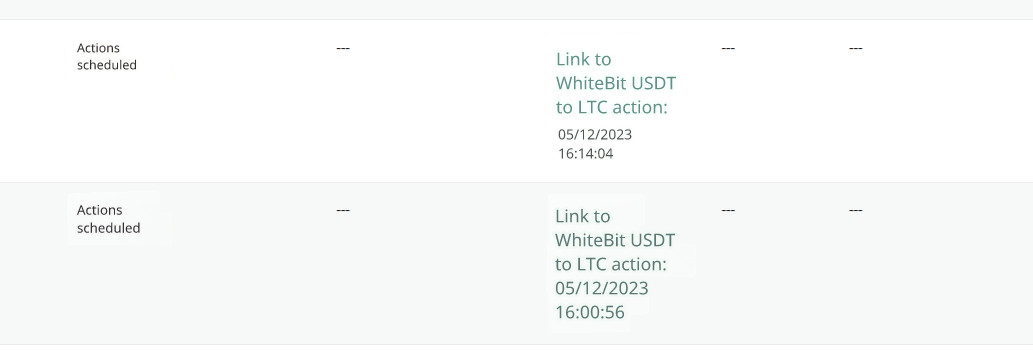 Actions
scheduled
---
Link to
WhiteBit USDT
to LTC action:
05/12/2023
16:14:04
---
---
Actions
scheduled
---
Link to
WhiteBit USDT
to LTC action:
05/12/2023
16:00:56
---
---